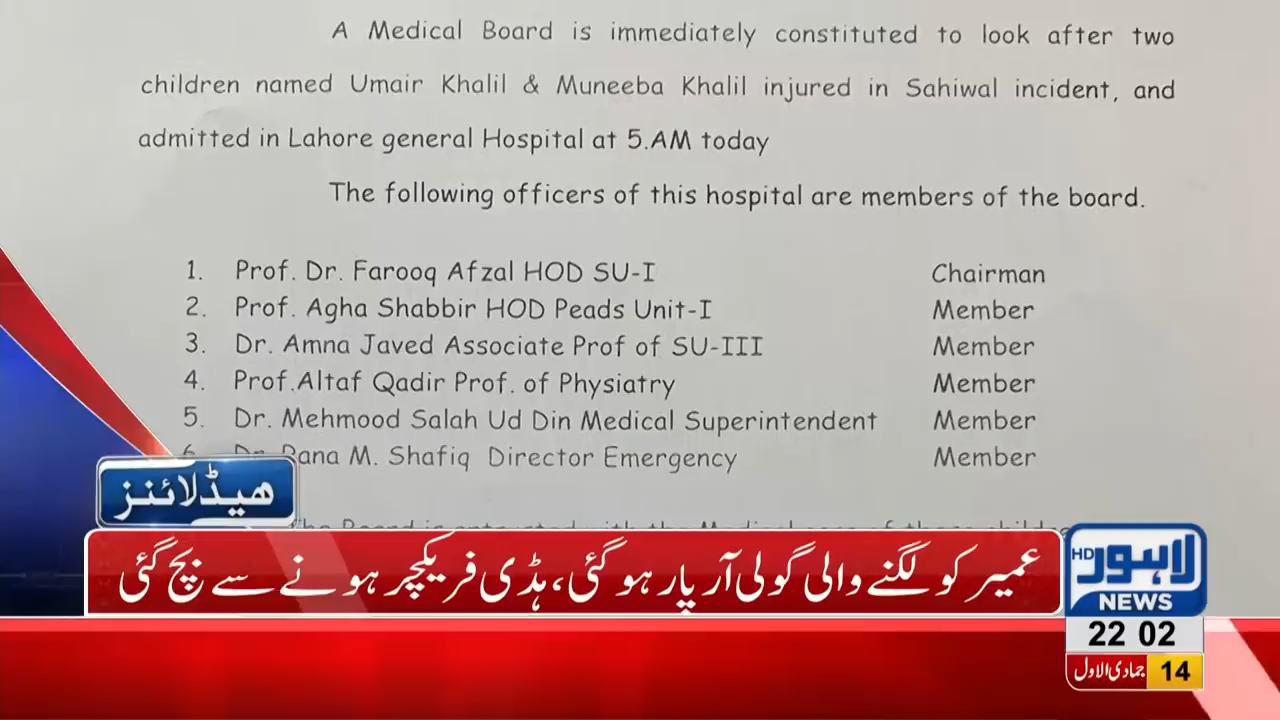 A Medical Board is immediately constituted to look after two
children named Umair Khalil & Muneeba Khalil injured in Sahiwal incident, and
admitted in Lahore general Hospital at 5.AM today
The following officers of this hospital are members of the board.
1. Prof. Dr. Farooq Afzal HOD SU-I Chairman
2. Prof. Agha Shabbir HOD Peads Unit-I Member
3. Dr. Amna Javed Associate Prof of SU-III Member
4. Prof.Altaf Qadir Prof. of Physiatry Member
5. Dr. Mehmood Salah Ud Din Medical Superintendent Member
6. Dr. Rana M. Shafiq Director Emergency Member
ہیڈلائنز
عمیر کو لگنے والی گولی آر پار ہوگئی، ہڈی فریکچر ہونے سے بچ گئی
لاہور HD
NEWS
22 02
جمادی الاول 14